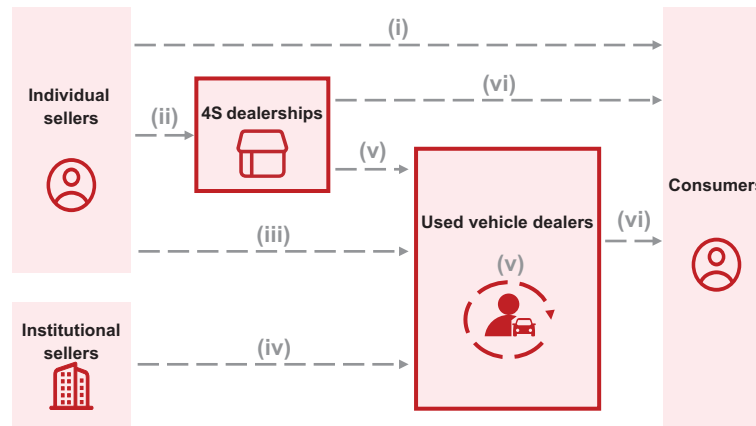 (i)
Individual
sellers
(ii)
4S dealerships
(vi)
(v)
Consumers
(iii)
Used vehicle dealers
(v)
(vi)
Institutional
sellers
(iv)